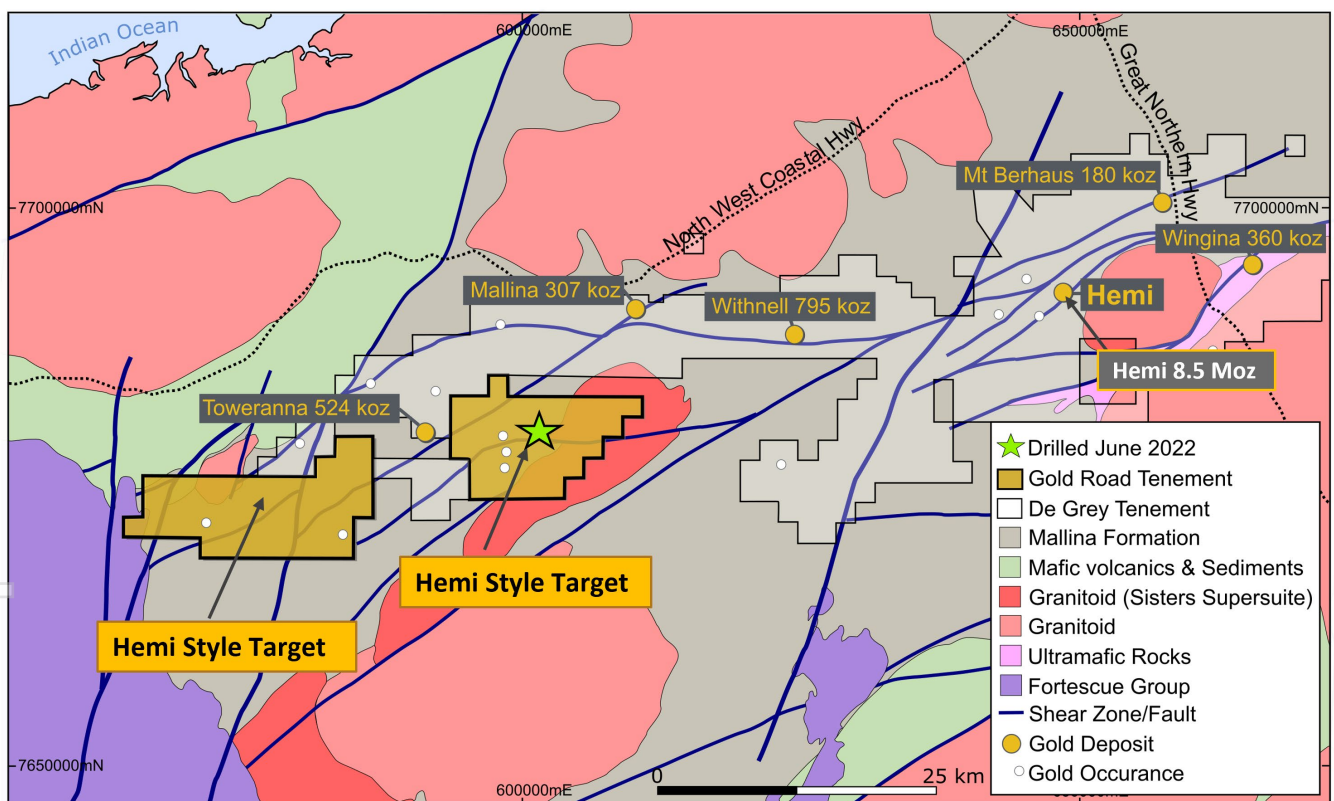 Indian Ocean
600000mE
650000mE
Great Northern Hwy
North West Coastal Hwy
Mt Berhaus 180 koz
7700000mN
7700000mN
Wingina 360 koz
Mallina 307 koz
Withnell 795 koz
Hemi
Hemi 8.5 Moz
Toweranna 524 koz
Hemi Style Target
Hemi Style Target
Drilled June 2022
Gold Road Tenement
De Grey Tenement
Mallina Formation
Mafic volcanics & Sediments
Granitoid (Sisters Supersuite)
Granitoid
Ultramafic Rocks
Fortescue Group
Shear Zone/Fault
Gold Deposit
Gold Occurance
7650000mN
0
25 km
600000mE